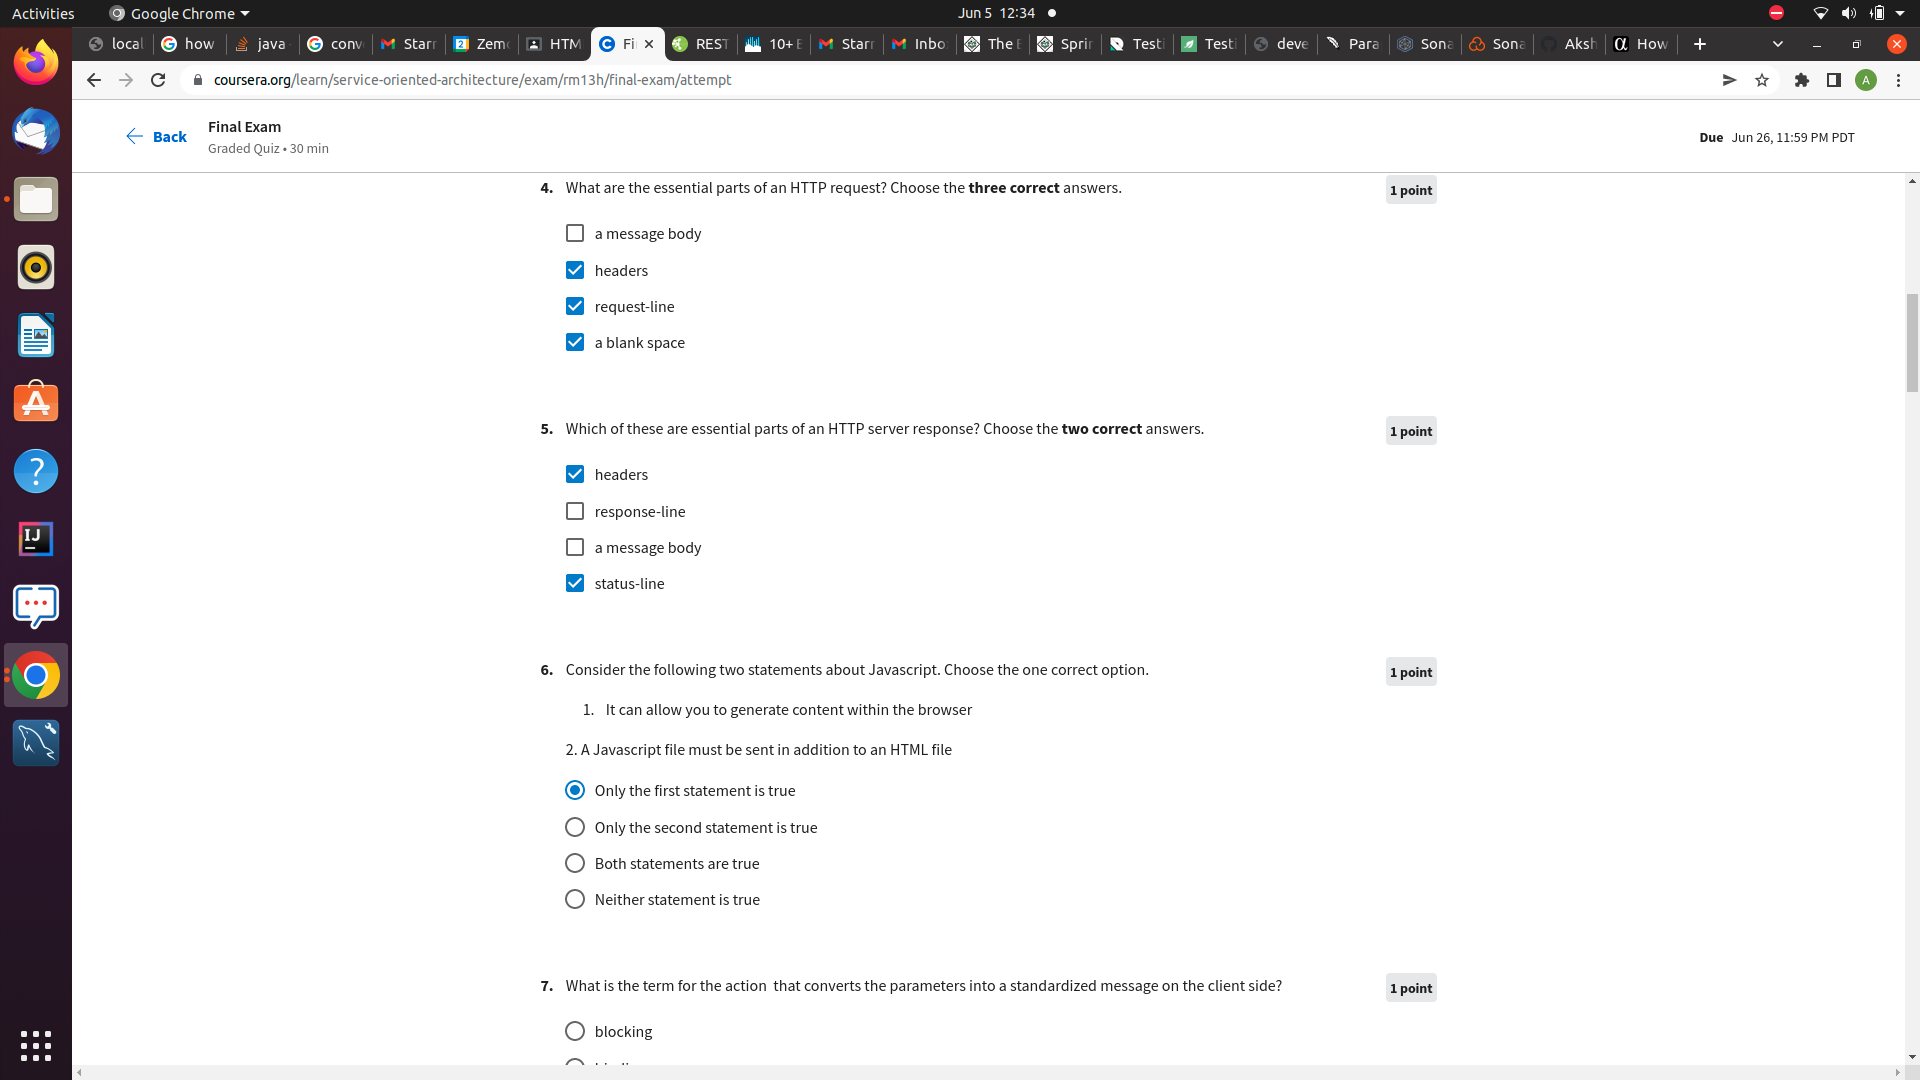 Activities
Google Chrome
Jun 5 12:34
local
how
java
conv
Starr
Zem
HTM
Fi
REST
10+ E
Starr
Inbo
The E
Sprin
Testi
Testi
deve
Para
Sona
Sona
Aksh
How
coursera.org/learn/service-oriented-architecture/exam/rm13h/final-exam/attempt
A
Back
Final Exam
Graded Quiz • 30 min
Due Jun 26, 11:59 PM PDT
4. What are the essential parts of an HTTP request? Choose the three correct answers.
1 point
a message body
headers
request-line
a blank space
5. Which of these are essential parts of an HTTP server response? Choose the two correct answers.
1 point
headers
response-line
a message body
status-line
6. Consider the following two statements about Javascript. Choose the one correct option.
1 point
1. It can allow you to generate content within the browser
2. A Javascript file must be sent in addition to an HTML file
Only the first statement is true
Only the second statement is true
Both statements are true
Neither statement is true
7. What is the term for the action that converts the parameters into a standardized message on the client side?
1 point
blocking